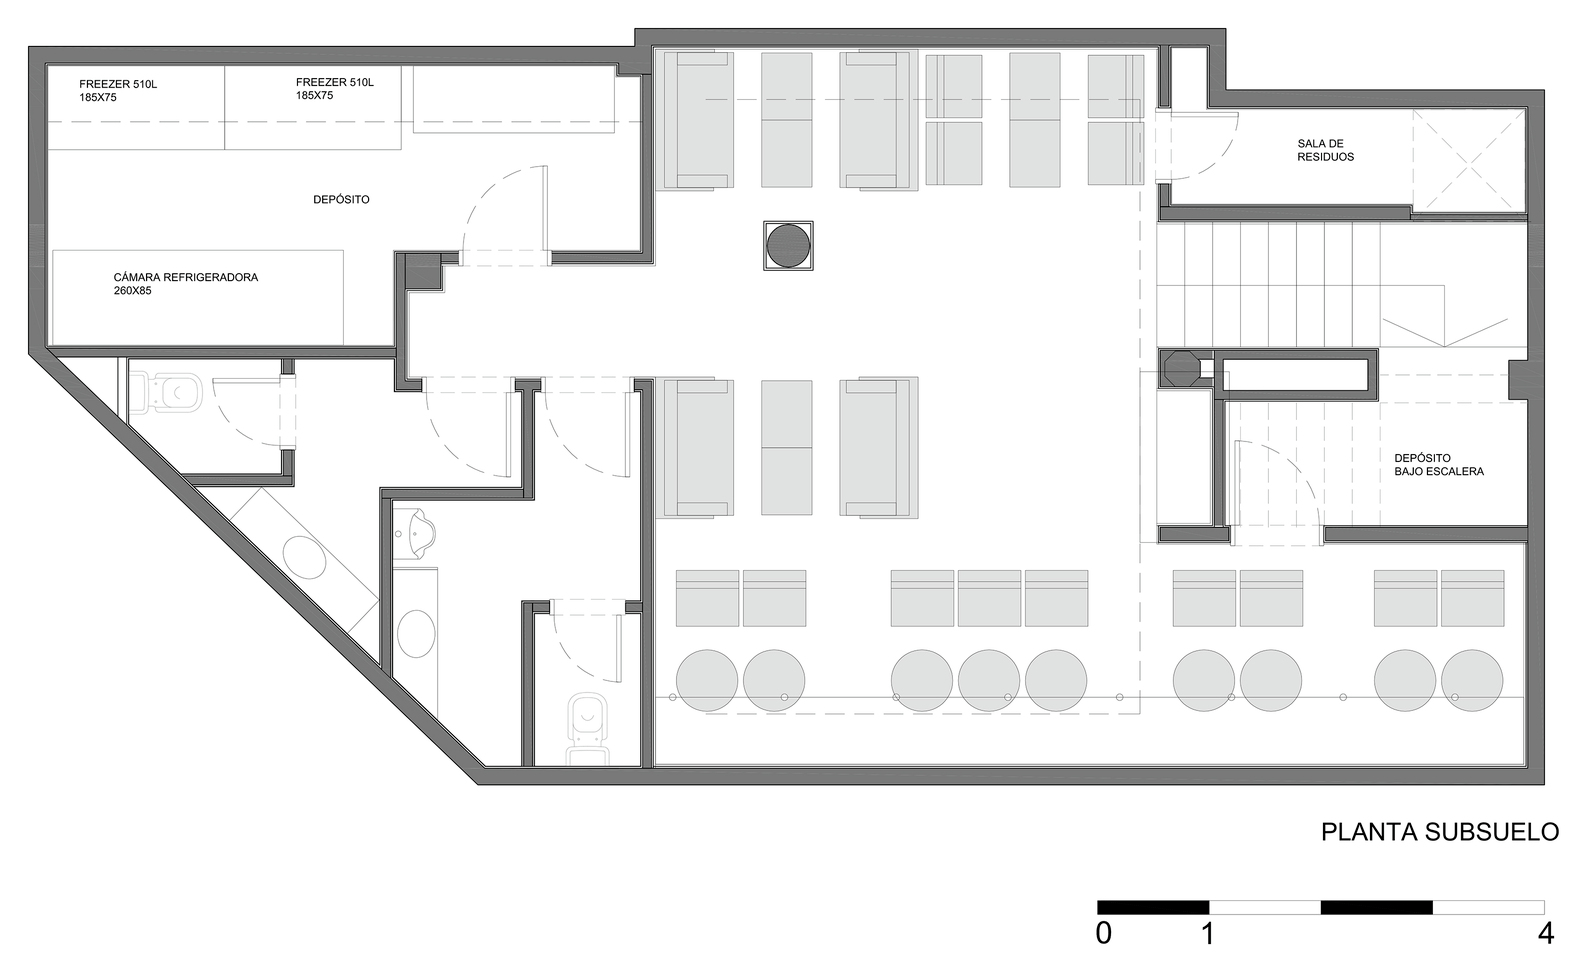 FREEZER 510L
185X75
FREEZER 510L
185X75
SALA DE
RESIDUOS
DEPÓSITO
CÁMARA REFRIGERADORA
260X85
DEPÓSITO
BAJO ESCALERA
PLANTA SUBSUELO
0 1 4